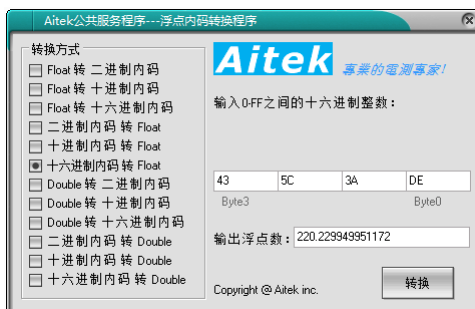 Aitek公共服务程序---浮点内码转换程序
转换方式
Float 转 二进制内码
Float 转 十进制内码
Float 转 十六进制内码
二进制内码 转 Float
十进制内码 转 Float
十六进制内码 转 Float
Double 转 二进制内码
Double 转 十进制内码
Double 转 十六进制内码
二进制内码 转 Double
十进制内码 转 Double
十六进制内码 转 Double
Aitek 專業的電測專家!
输入0-FF之间的十六进制整数:
43 5C 3A DE
Byte3 Byte0
输出浮点数: 220.229949951172
Copyright @ Aitek inc. 转换